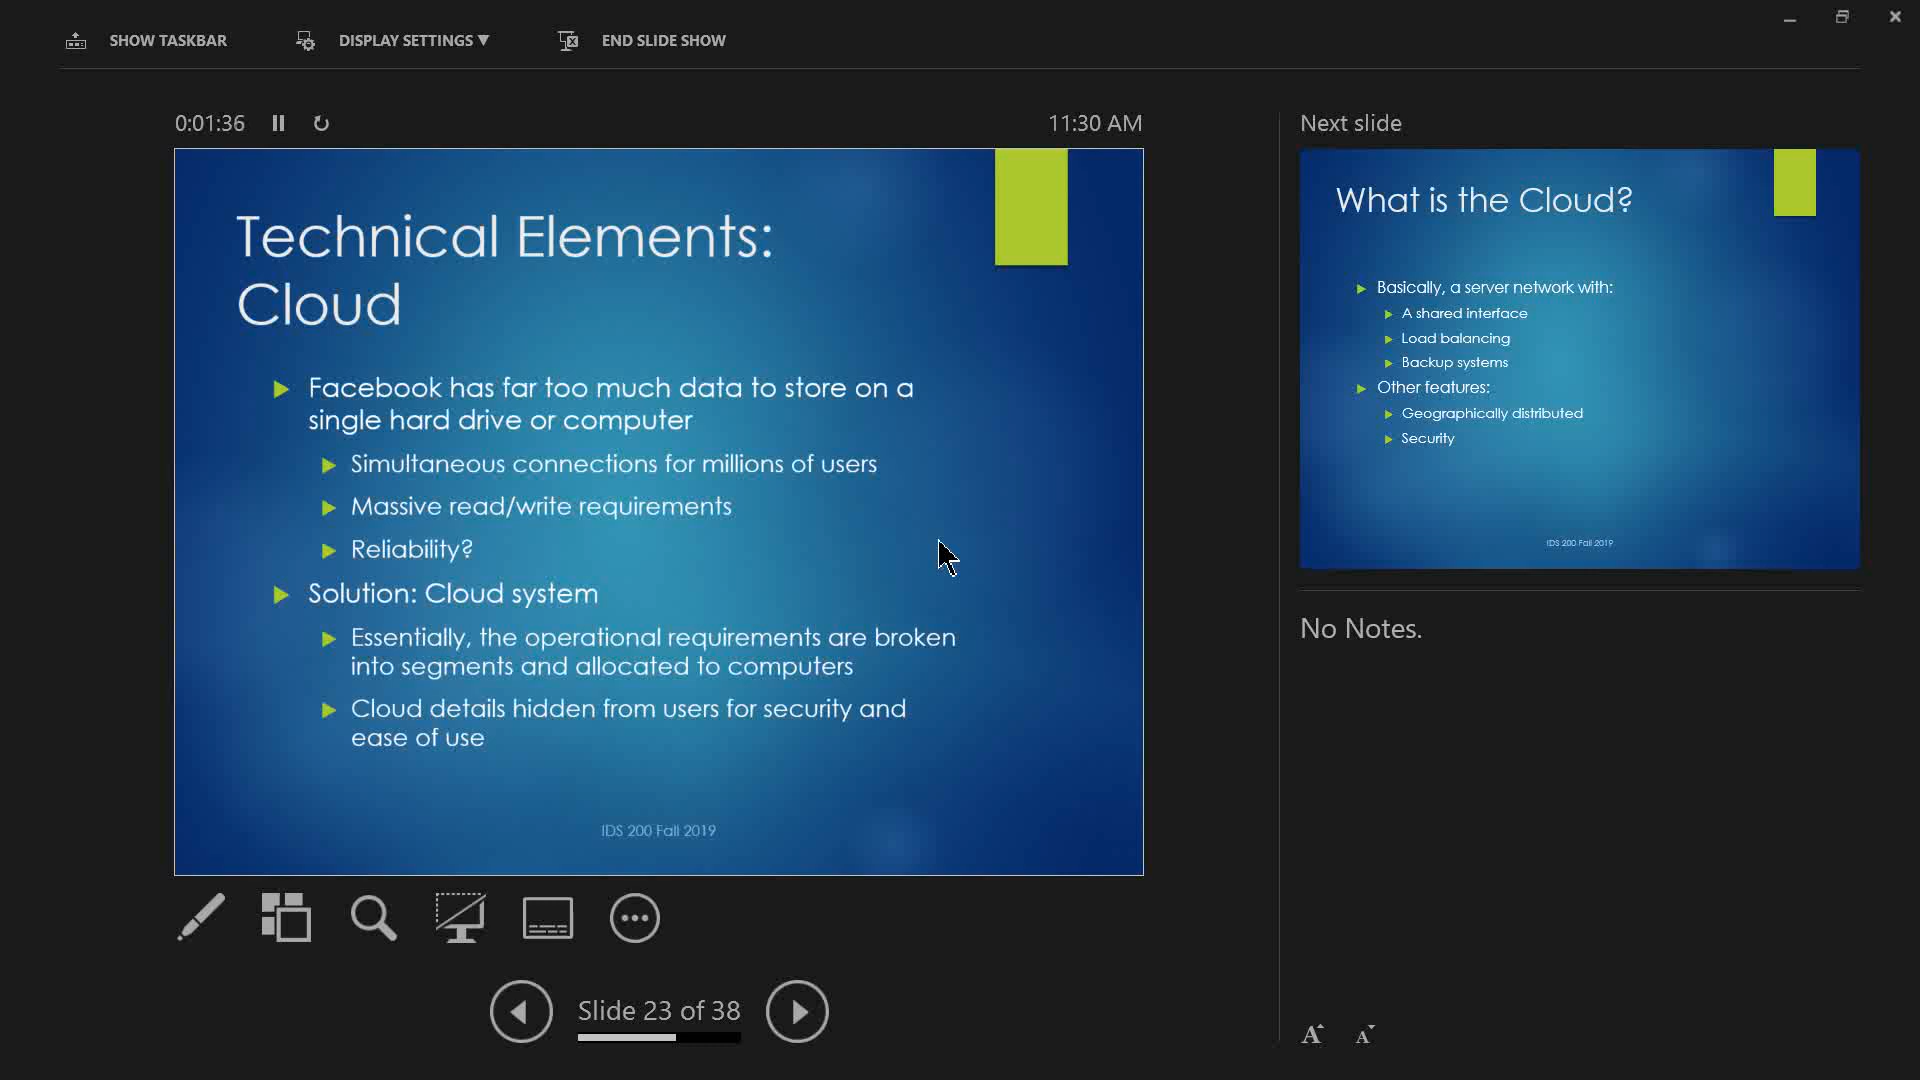 SHOW TASKBAR
DISPLAY SETTINGS ▼
END SLIDE SHOW
0:01:36
11:30 AM
Technical Elements:
Cloud
Facebook has far too much data to store on a
single hard drive or computer
Simultaneous connections for millions of users
Massive read/write requirements
Reliability?
Solution: Cloud system
Essentially, the operational requirements are broken
into segments and allocated to computers
Cloud details hidden from users for security and
ease of use
IDS 200 Fall 2019
Slide 23 of 38
Next slide
What is the Cloud?
Basically, a server network with:
A shared interface
Load balancing
Backup systems
Other features:
Geographically distributed
Security
IDS 200 Fall 2019
No Notes.
A A